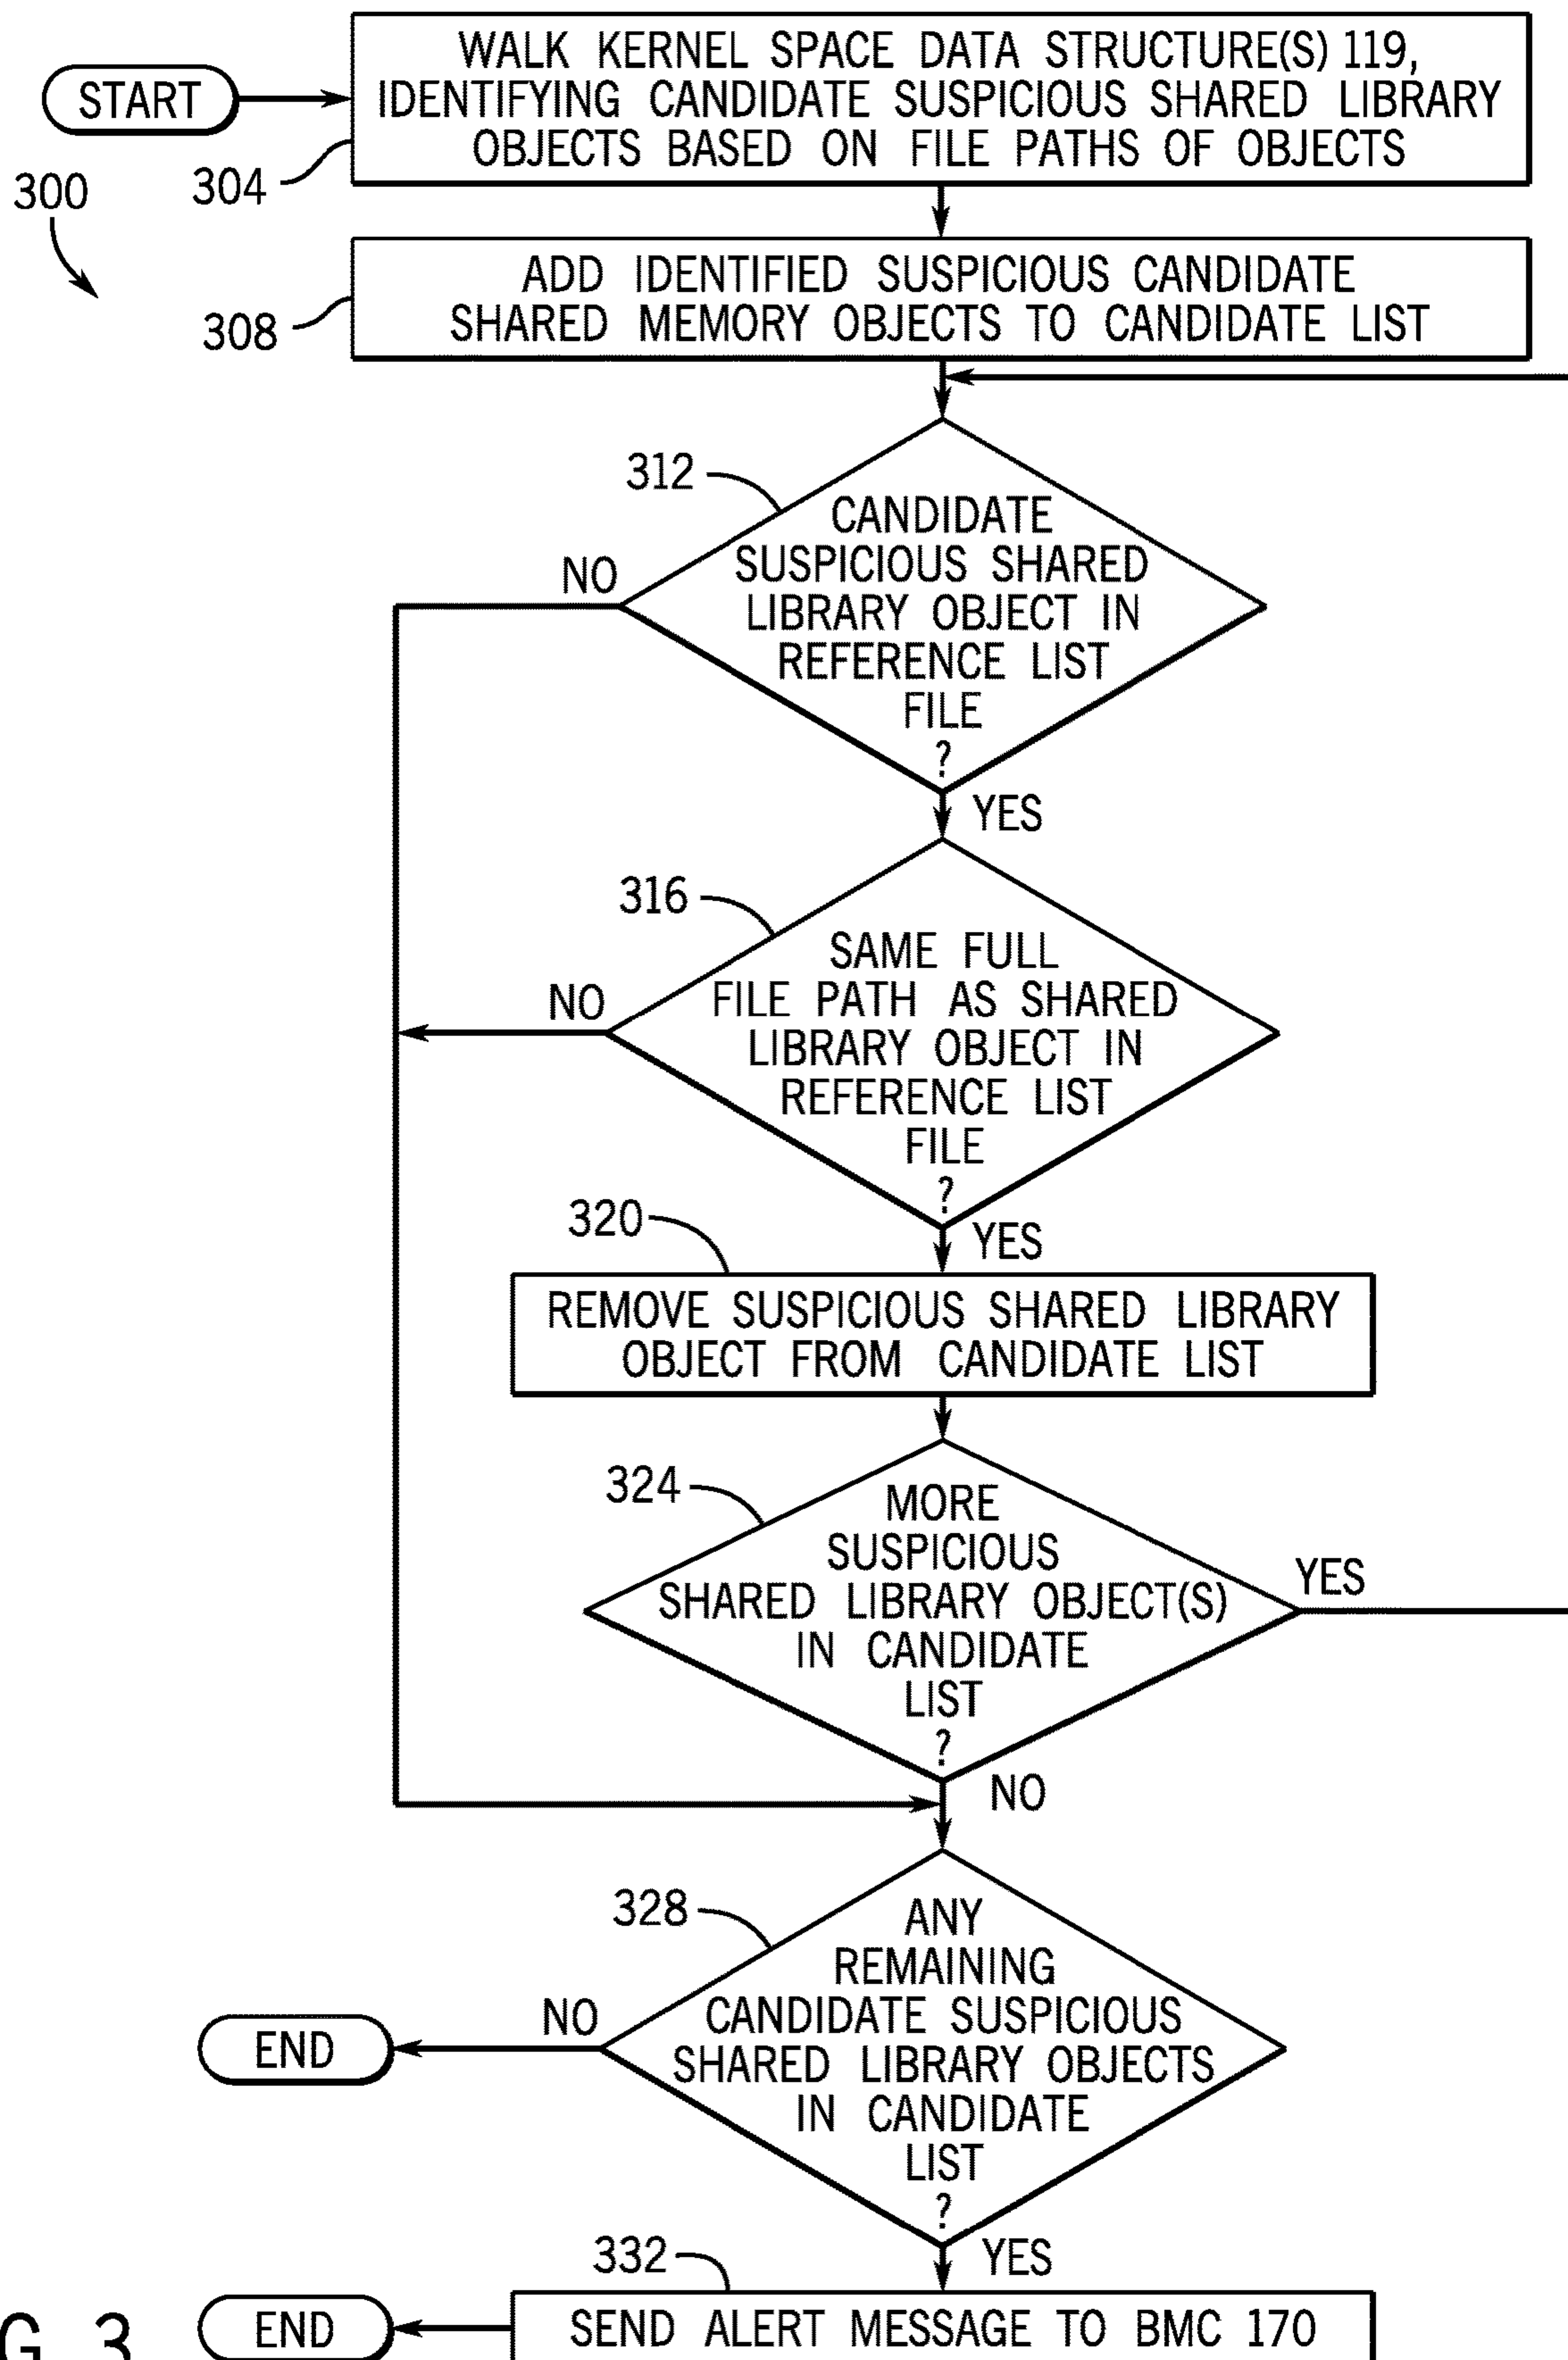 WALK KERNEL SPACE DATA STRUCTURE(S) 119,
IDENTIFYING CANDIDATE SUSPICIOUS SHARED LIBRARY
OBJECTS BASED ON FILE PATHS OF OBJECTS
START
304
300
ADD IDENTIFIED SUSPICIOUS CANDIDATE
SHARED MEMORY OBJECTS TO CANDIDATE LIST
308
312
CANDIDATE
SUSPICIOUS SHARED
LIBRARY OBJECT IN
REFERENCE LIST
FILE
?
NO
YES
316
SAME FULL
FILE PATH AS SHARED
LIBRARY OBJECT IN
REFERENCE LIST
FILE
?
NO
YES
320
REMOVE SUSPICIOUS SHARED LIBRARY
OBJECT FROM CANDIDATE LIST
324
MORE
SUSPICIOUS
SHARED LIBRARY OBJECT(S)
IN CANDIDATE
LIST
?
YES
NO
328
ANY
REMAINING
CANDIDATE SUSPICIOUS
SHARED LIBRARY OBJECTS
IN CANDIDATE
LIST
?
NO
END
YES
332
SEND ALERT MESSAGE TO BMC 170
END
G 3